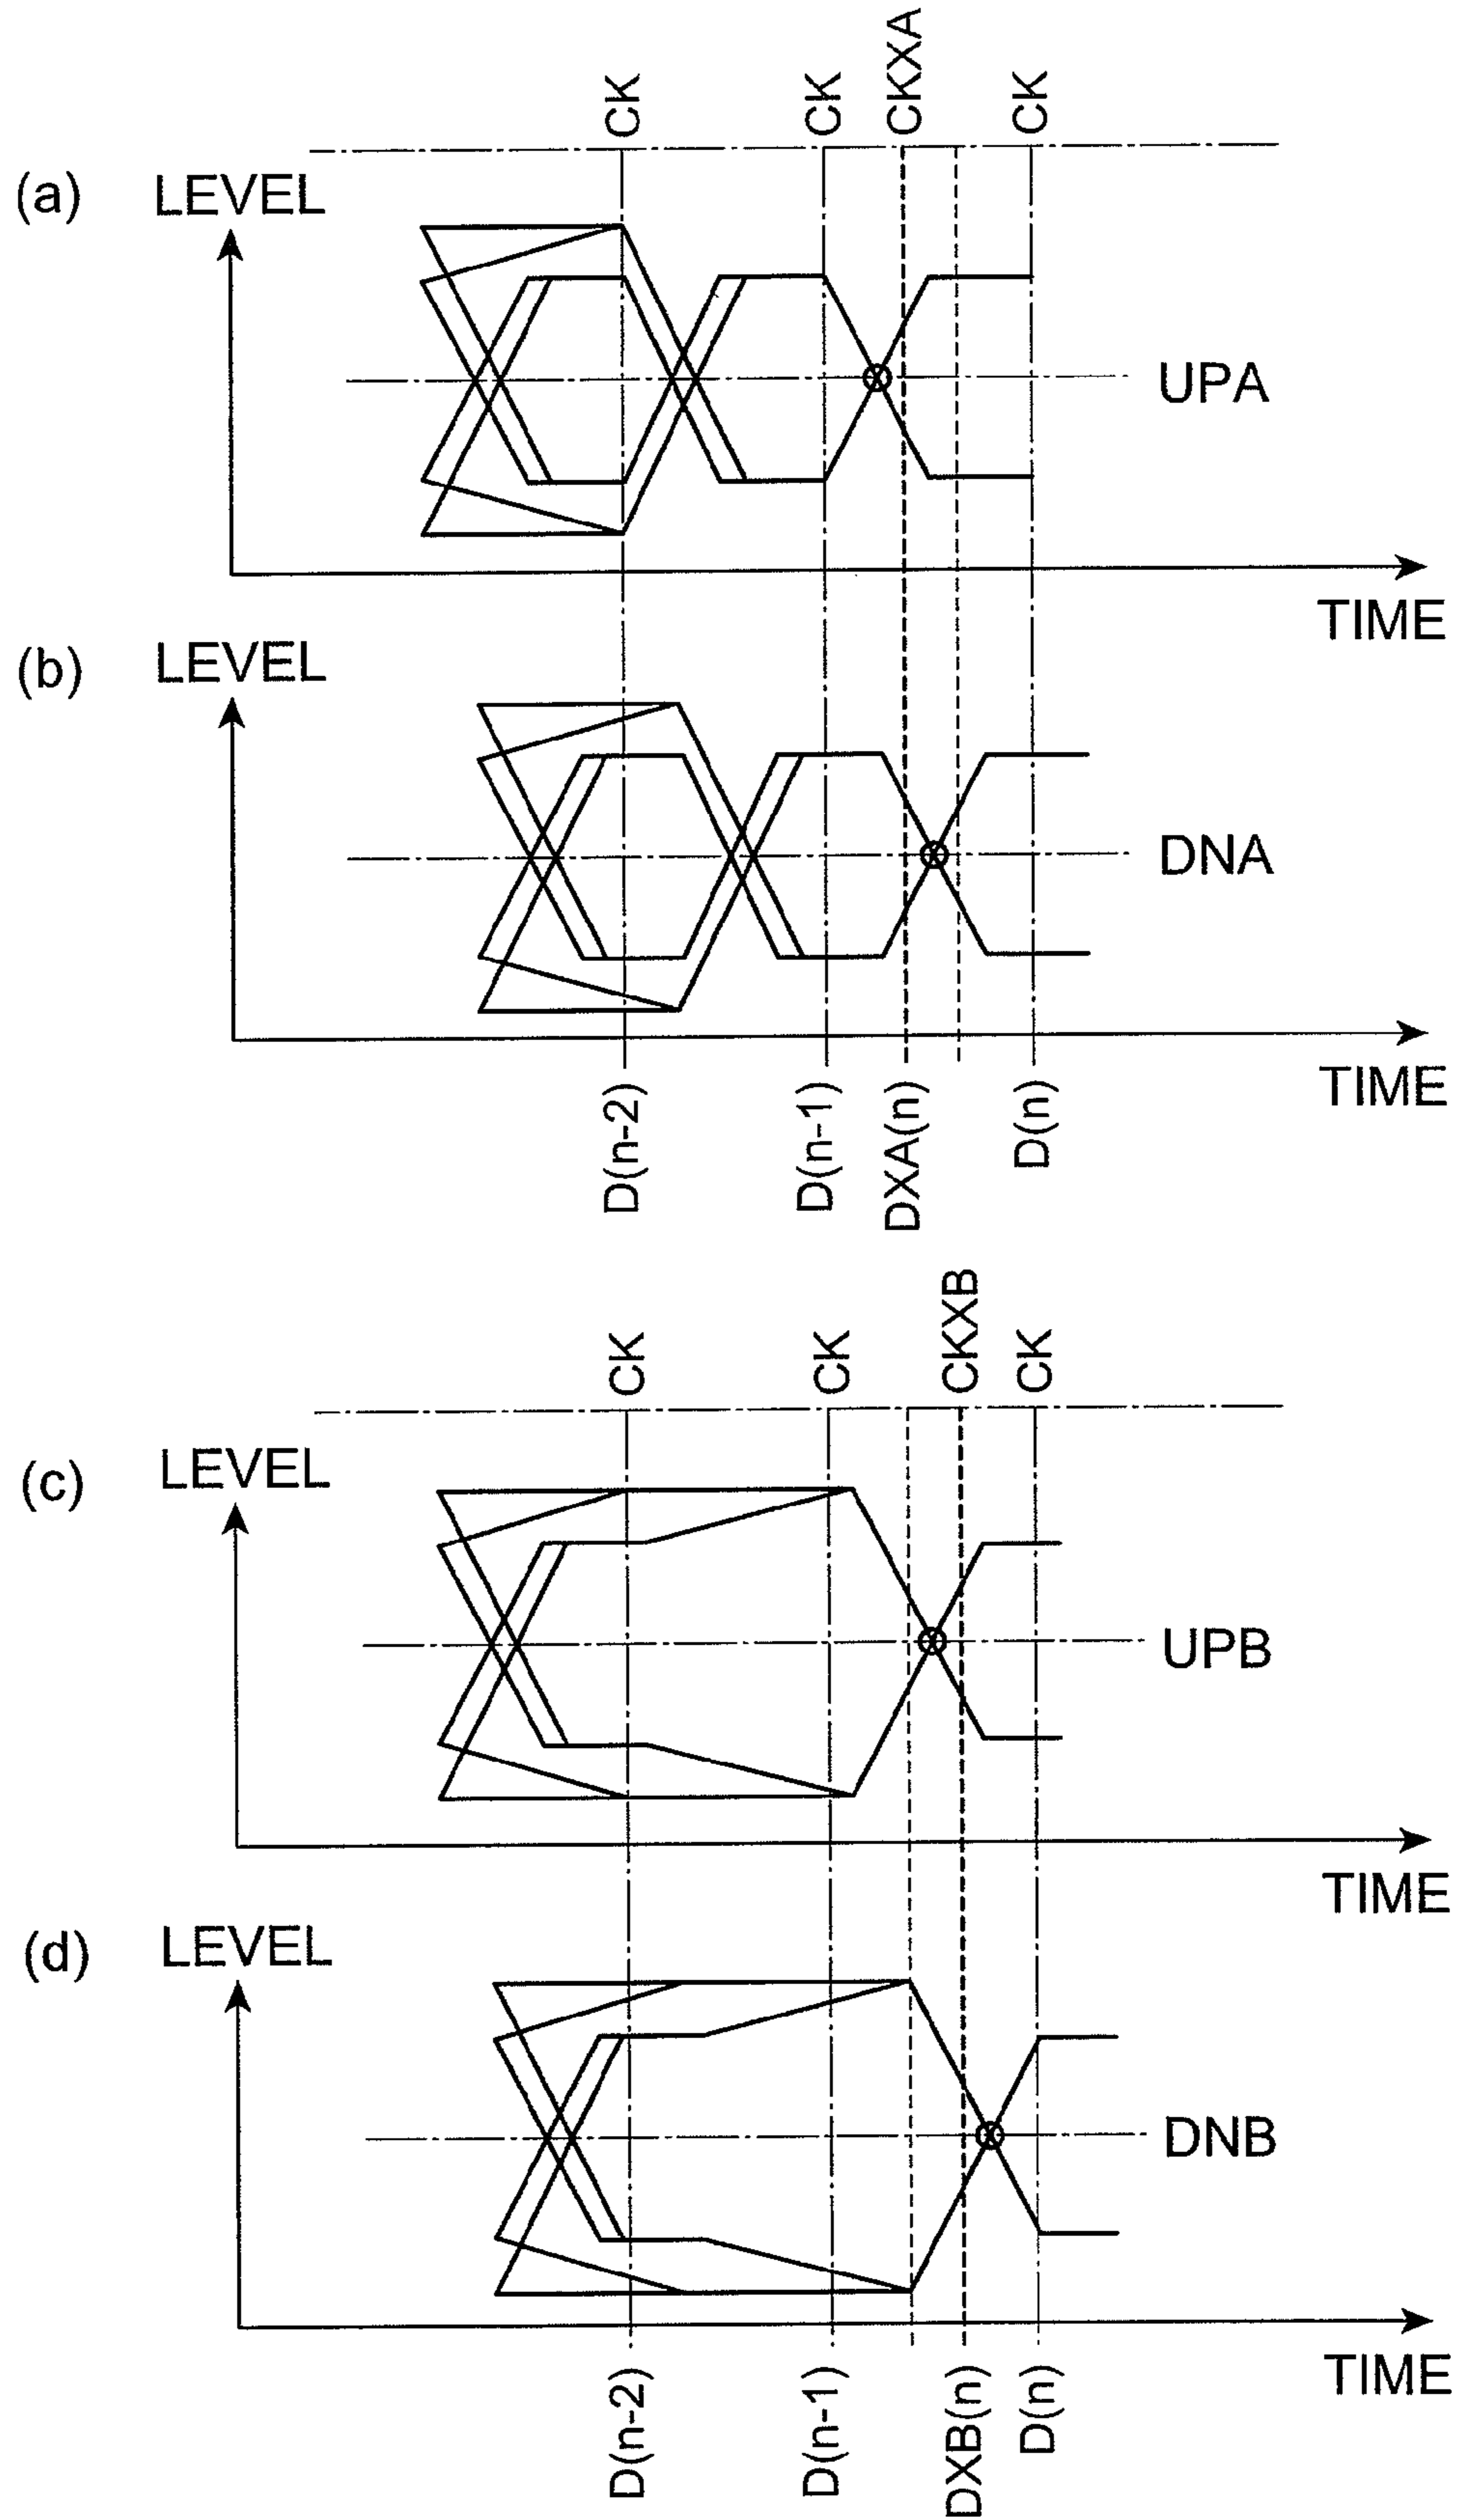 CK
CK
CKXA
CK
(a)
LEVEL
UPA
TIME
(b)
LEVEL
DNA
TIME
D(n-2)
D(n-1)
DXA(n)
D(n)
CK
CK
CKXB
CK
(c)
LEVEL
UPB
TIME
(d)
LEVEL
DNB
TIME
D(n-2)
D(n-1)
DXB(n)
D(n)